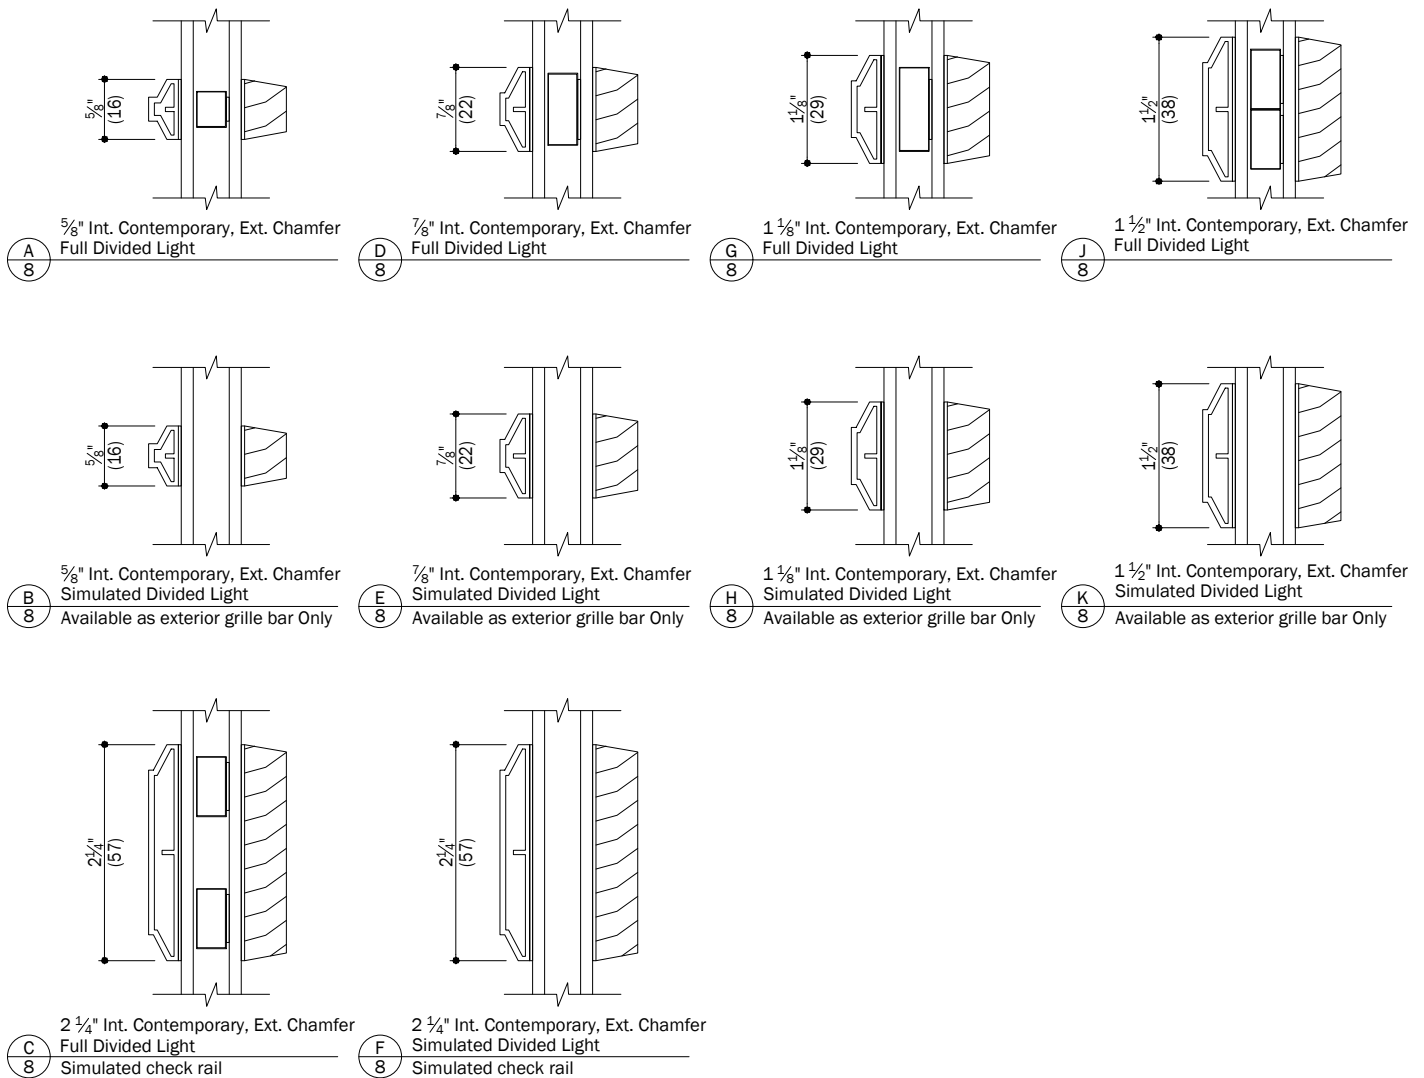 5⁄8"
(16)
5⁄8" Int. Contemporary, Ext. Chamfer
Full Divided Light
A
8
7⁄8"
(22)
7⁄8" Int. Contemporary, Ext. Chamfer
Full Divided Light
D
8
1 1⁄8"
(29)
1 1⁄8" Int. Contemporary, Ext. Chamfer
Full Divided Light
G
8
1 1⁄2"
(38)
1 1⁄2" Int. Contemporary, Ext. Chamfer
Full Divided Light
J
8
5⁄8"
(16)
5⁄8" Int. Contemporary, Ext. Chamfer
Simulated Divided Light
Available as exterior grille bar Only
B
8
7⁄8"
(22)
7⁄8" Int. Contemporary, Ext. Chamfer
Simulated Divided Light
Available as exterior grille bar Only
E
8
1 1⁄8"
(29)
1 1⁄8" Int. Contemporary, Ext. Chamfer
Simulated Divided Light
Available as exterior grille bar Only
H
8
1 1⁄2"
(38)
1 1⁄2" Int. Contemporary, Ext. Chamfer
Simulated Divided Light
Available as exterior grille bar Only
K
8
2 1⁄4"
(57)
2 1⁄4" Int. Contemporary, Ext. Chamfer
Full Divided Light
Simulated check rail
C
8
2 1⁄4"
(57)
2 1⁄4" Int. Contemporary, Ext. Chamfer
Simulated Divided Light
Simulated check rail
F
8